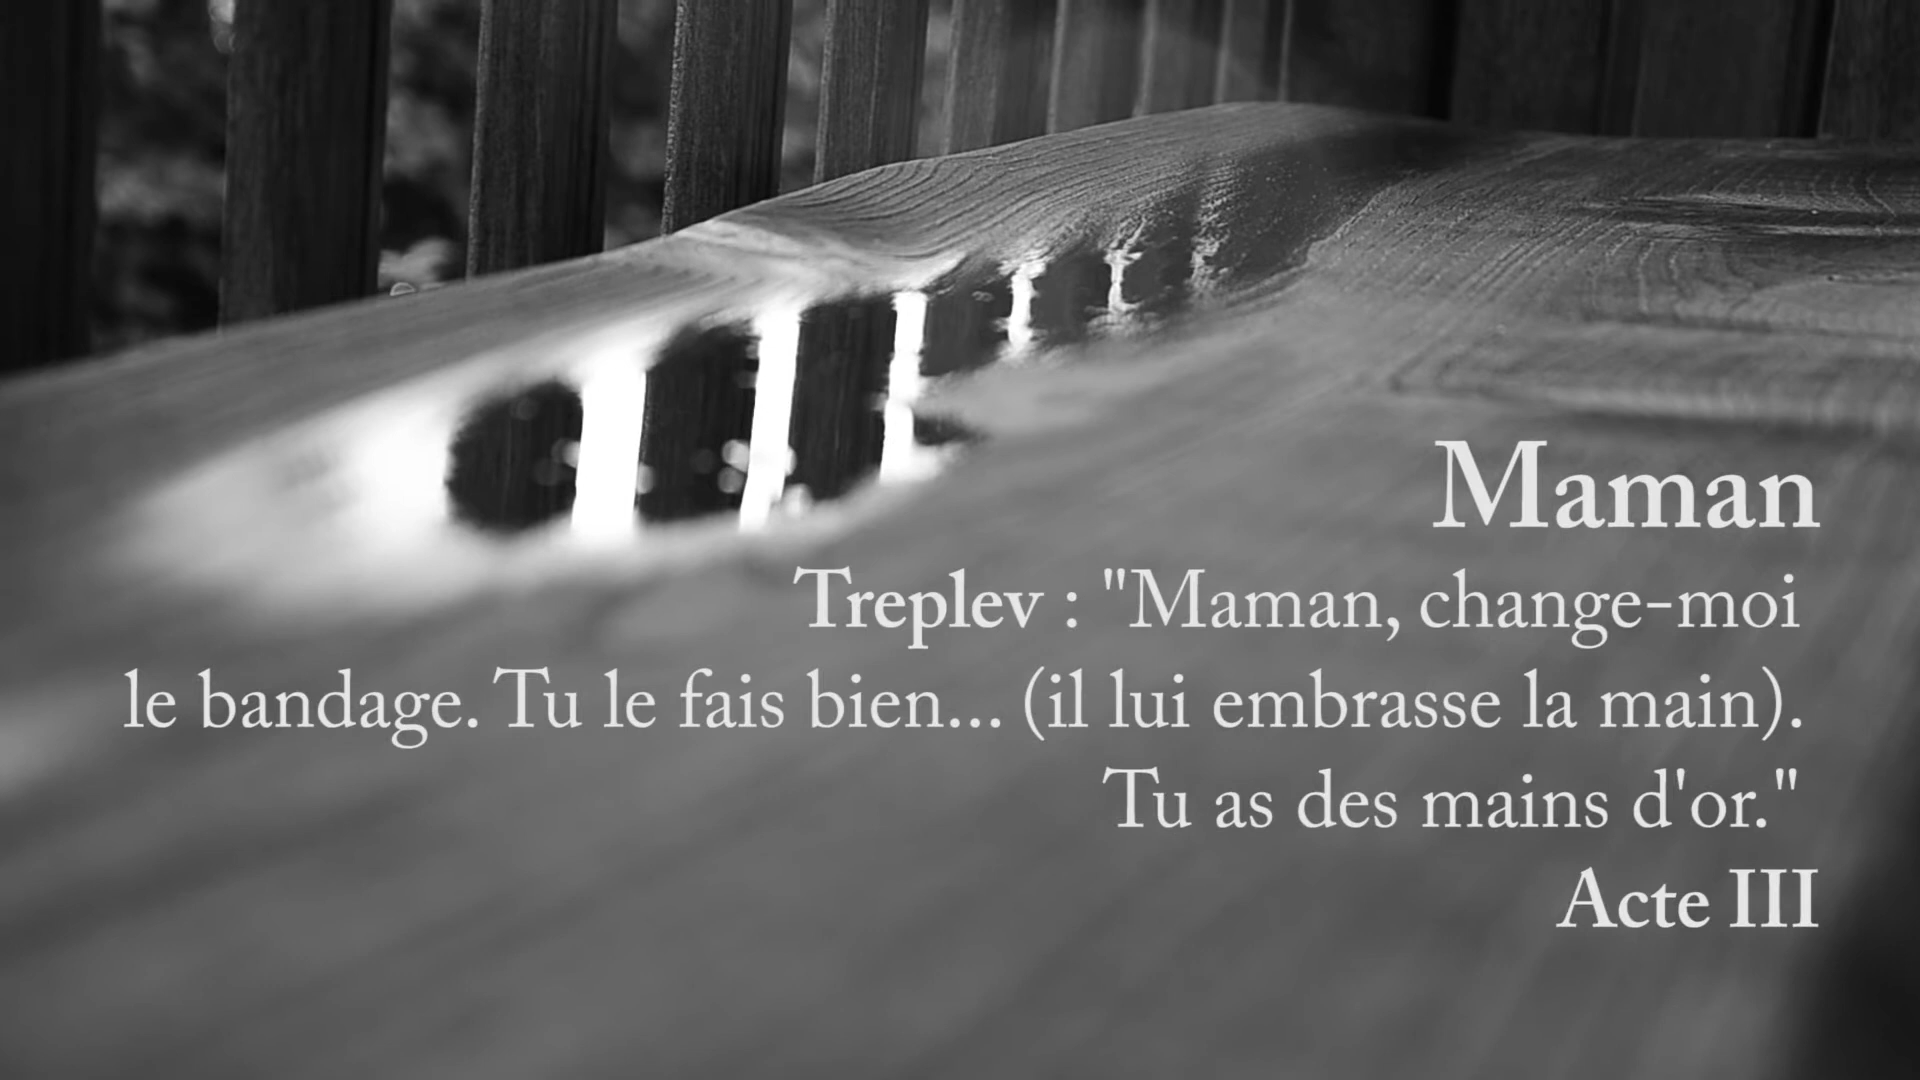 Maman
Treplev : "Maman, change-moi
le bandage. Tu le fais bien... (il lui embrasse la main).
Tu as des mains d'or."
Acte III